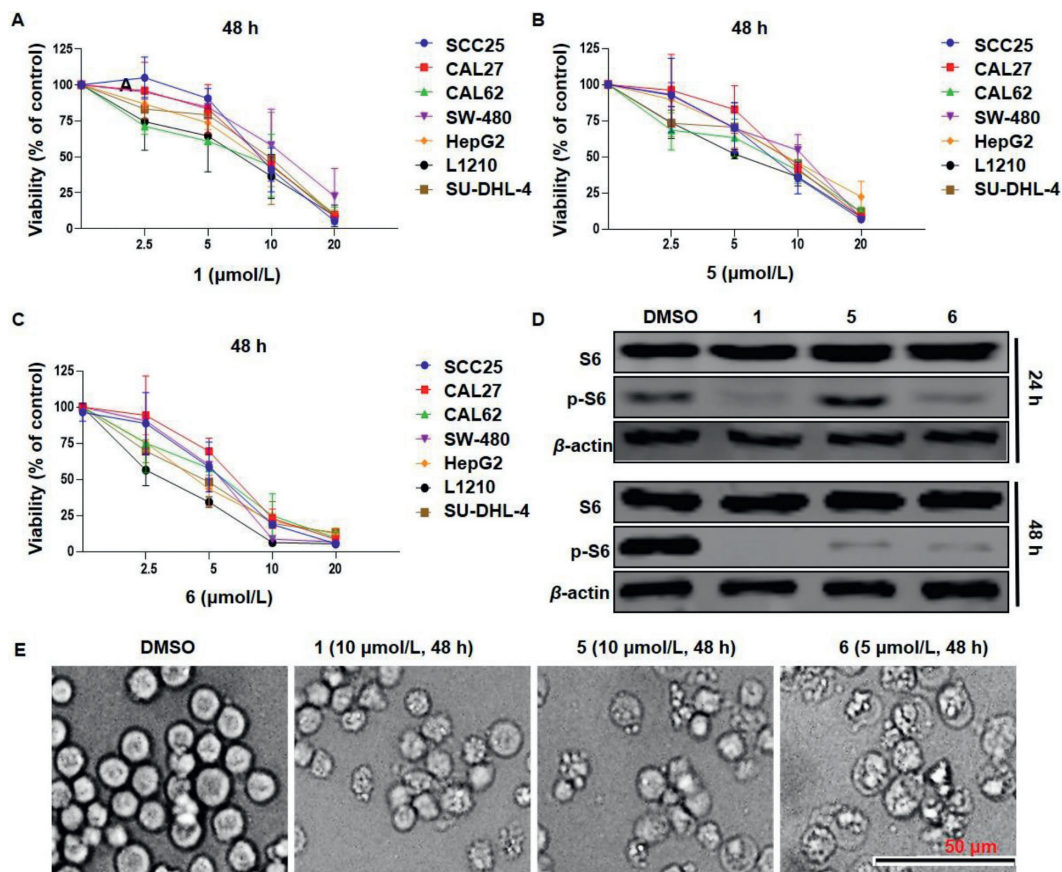 A
48 h
Viability (% of control)
125
100
75
50
25
0
A
2.5
5
10
20
1 (µmol/L)
SCC25
CAL27
CAL62
SW-480
HepG2
L1210
SU-DHL-4
B
48 h
Viability (% of control)
125
100
75
50
25
0
2.5
5
10
20
5 (µmol/L)
SCC25
CAL27
CAL62
SW-480
HepG2
L1210
SU-DHL-4
C
48 h
Viability (% of control)
125
100
75
50
25
0
2.5
5
10
20
6 (µmol/L)
SCC25
CAL27
CAL62
SW-480
HepG2
L1210
SU-DHL-4
D
DMSO 1 5 6
S6
p-S6
β-actin
24 h
S6
p-S6
β-actin
48 h
E
DMSO
1 (10 µmol/L, 48 h)
5 (10 µmol/L, 48 h)
6 (5 µmol/L, 48 h)
50 µm